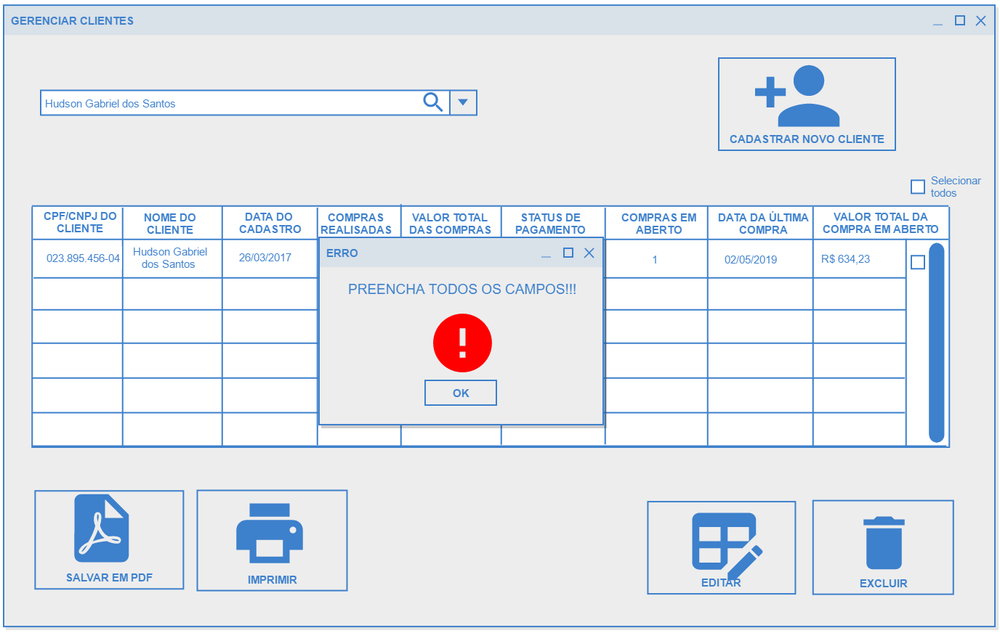 GERENCIAR CLIENTES
Hudson Gabriel dos Santos
CADASTRAR NOVO CLIENTE
Selecionar
todos
CPF/CNPJ DO
CLIENTE
NOME DO
CLIENTE
DATA DO
CADASTRO
COMPRAS
REALISADAS
VALOR TOTAL
DAS COMPRAS
STATUS DE
PAGAMENTO
COMPRAS EM
ABERTO
DATA DA ÚLTIMA
COMPRA
VALOR TOTAL DA
COMPRA EM ABERTO
023.895.456-04
Hudson Gabriel
dos Santos
26/03/2017
1
02/05/2019
R$ 634,23
ERRO
PREENCHA TODOS OS CAMPOS!!!
OK
SALVAR EM PDF
IMPRIMIR
EDITAR
EXCLUIR